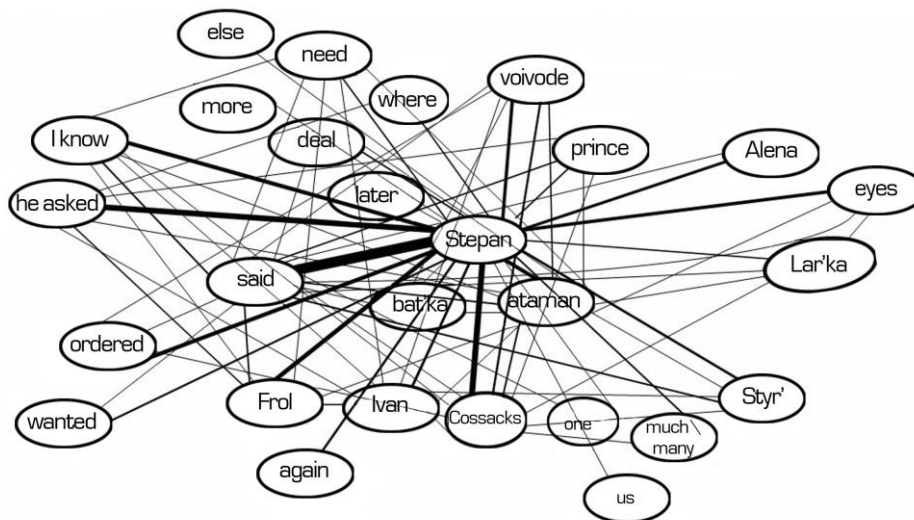 else
need
voivode
where
more
I know
deal
prince
Alena
later
eyes
he asked
Stepan
Lar'ka
said
bat'ka
ataman
ordered
Styr'
Frol
Ivan
Cossacks
one
wanted
much
many
again
us